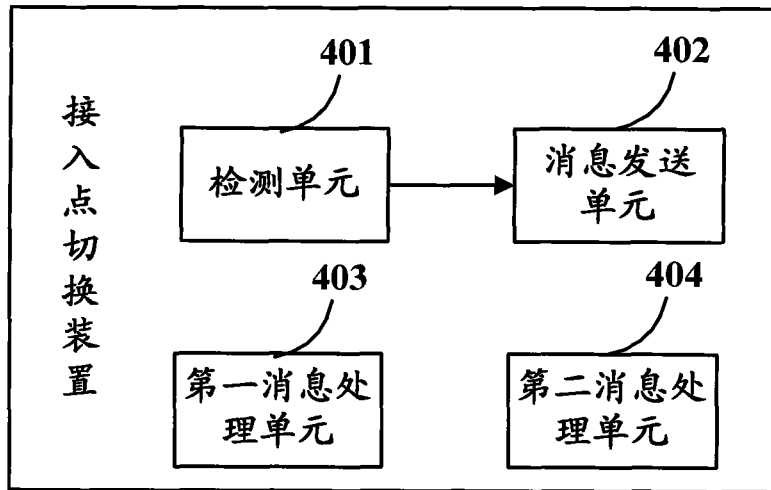 接入点切换装置
401
402
检测单元
消息发送
单元
403
404
第一消息处
理单元
第二消息处
理单元